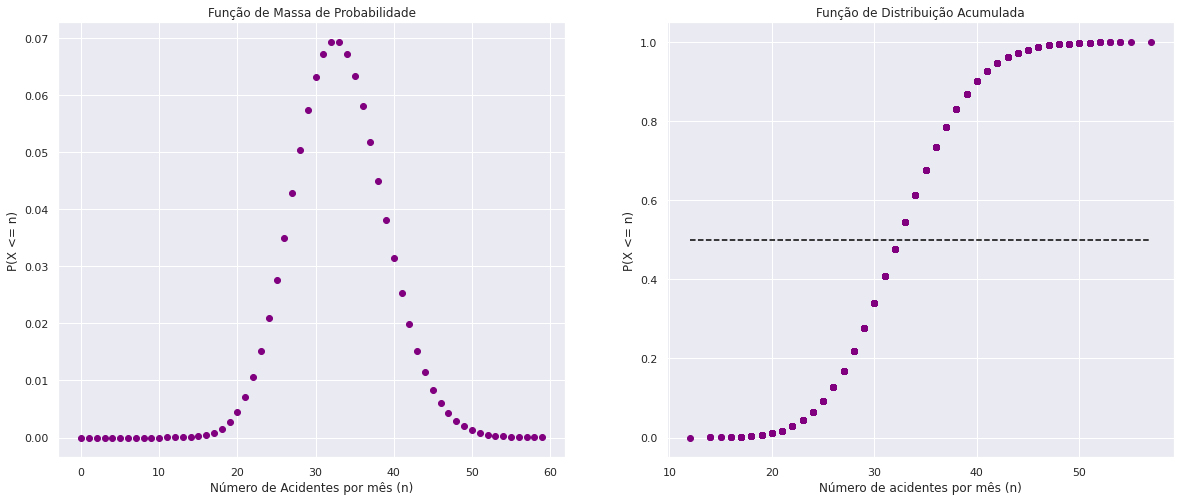 Função de Massa de Probabilidade
P(X <= n)
0.07
0.06
0.05
0.04
0.03
0.02
0.01
0.00
0 10 20 30 40 50 60
Número de Acidentes por mês (n)
Função de Distribuição Acumulada
P(X <= n)
1.0
0.8
0.6
0.4
0.2
0.0
10 20 30 40 50
Número de acidentes por mês (n)